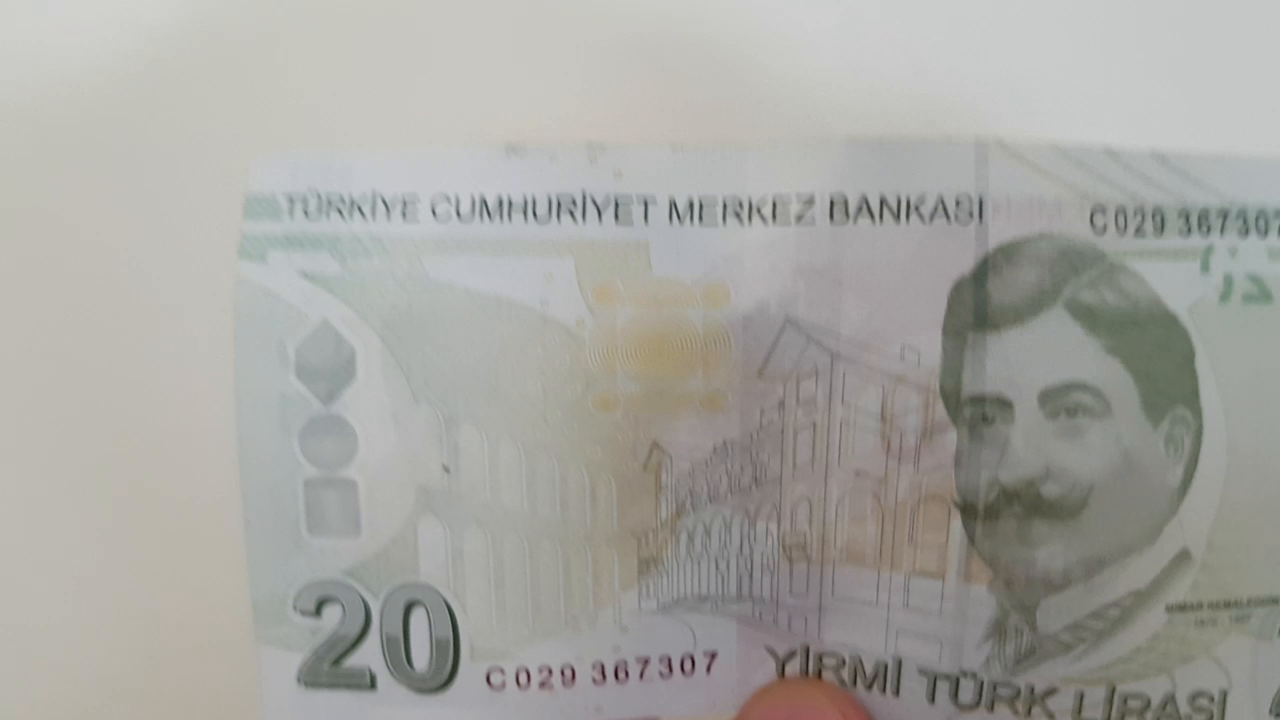 TÜRKİYE CUMHURİYET MERKEZ BANKASI
C029 367307
20
C029 367307
YİRMİ TÜRK LİRASI